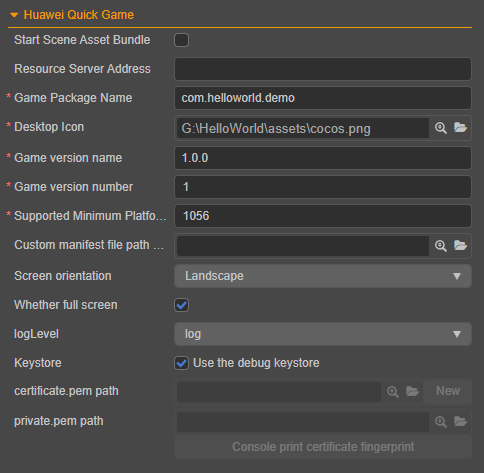 Huawei Quick Game
Start Scene Asset Bundle
Resource Server Address
* Game Package Name com.helloworld.demo
* Desktop Icon G:\HelloWorld\assets\cocos.png
* Game version name 1.0.0
* Game version number 1
* Supported Minimum Platfo... 1056
Custom manifest file path ...
Screen orientation Landscape
Whether full screen
logLevel log
Keystore Use the debug keystore
certificate.pem path New
private.pem path
Console print certificate fingerprint